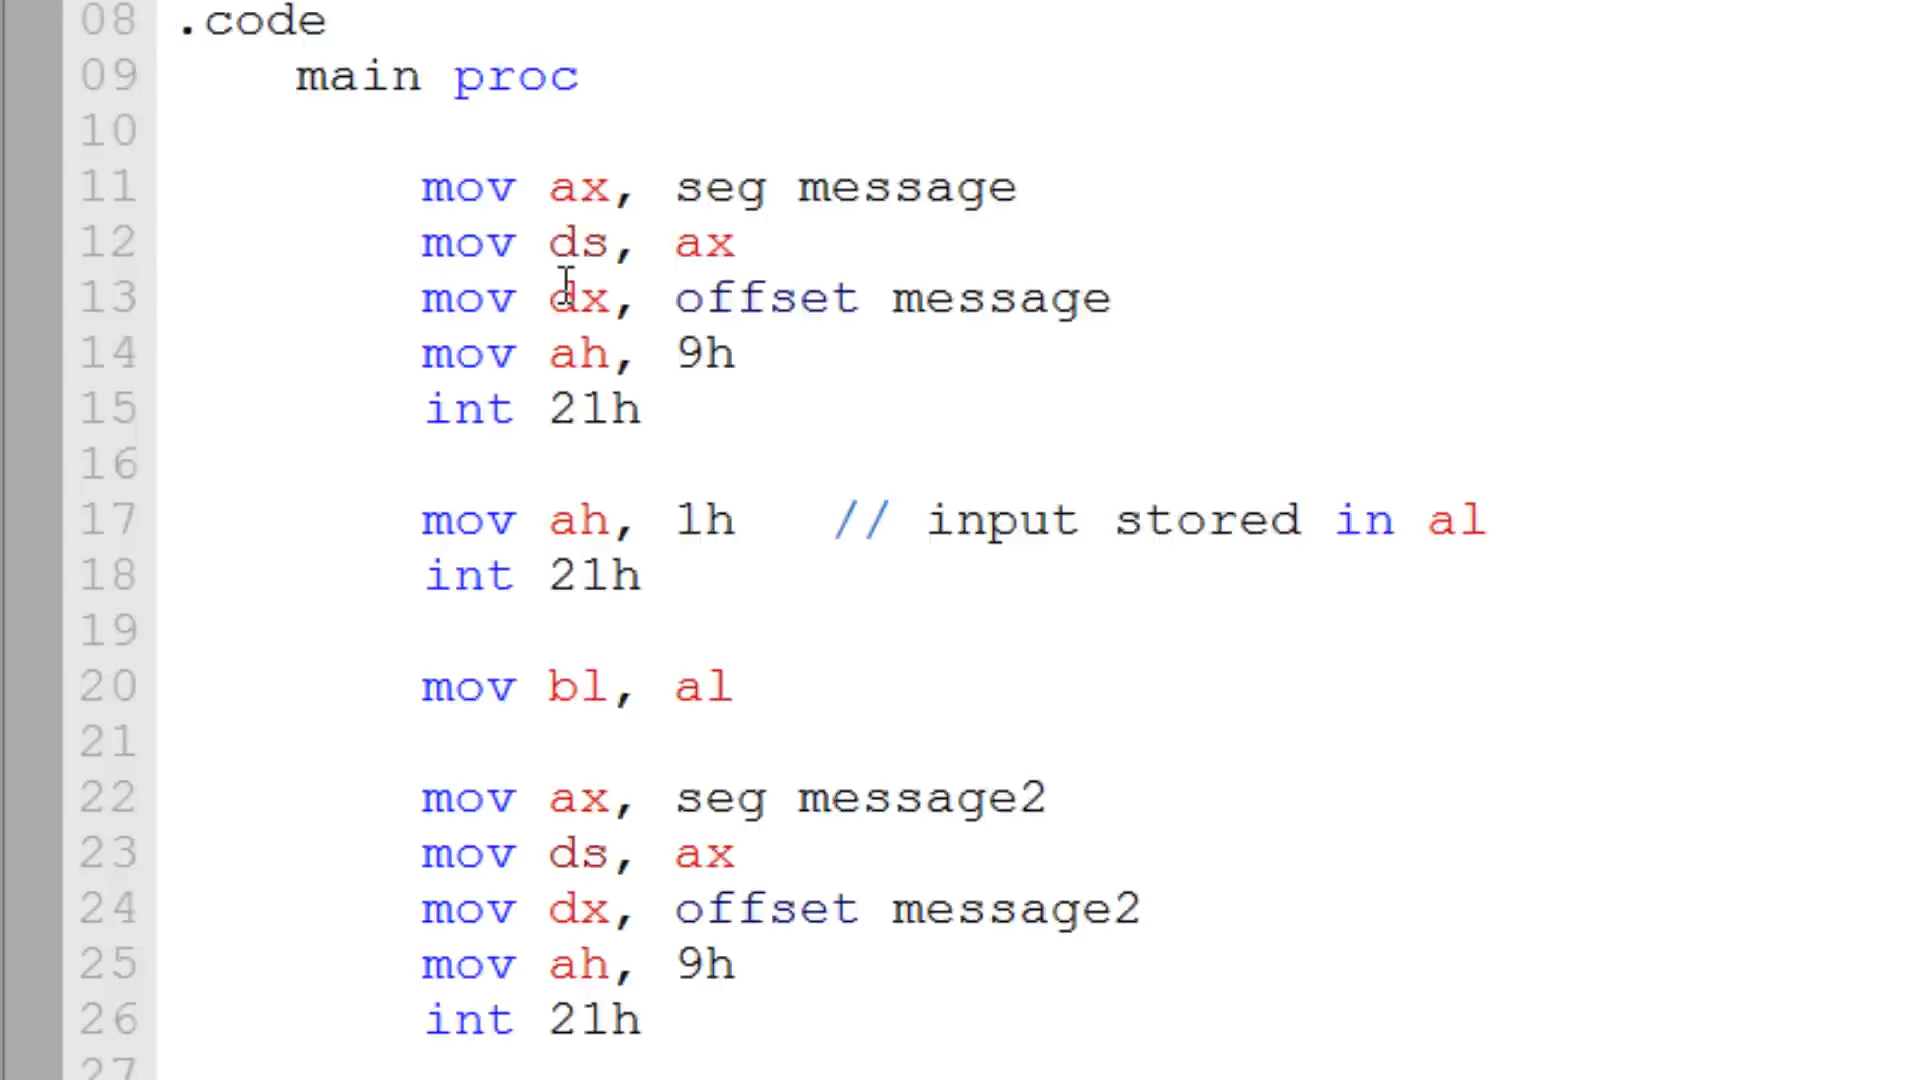 08 .code
09 main proc
10
11 mov ax, seg message
12 mov ds, ax
13 mov dx, offset message
14 mov ah, 9h
15 int 21h
16
17 mov ah, 1h // input stored in al
18 int 21h
19
20 mov bl, al
21
22 mov ax, seg message2
23 mov ds, ax
24 mov dx, offset message2
25 mov ah, 9h
26 int 21h
27